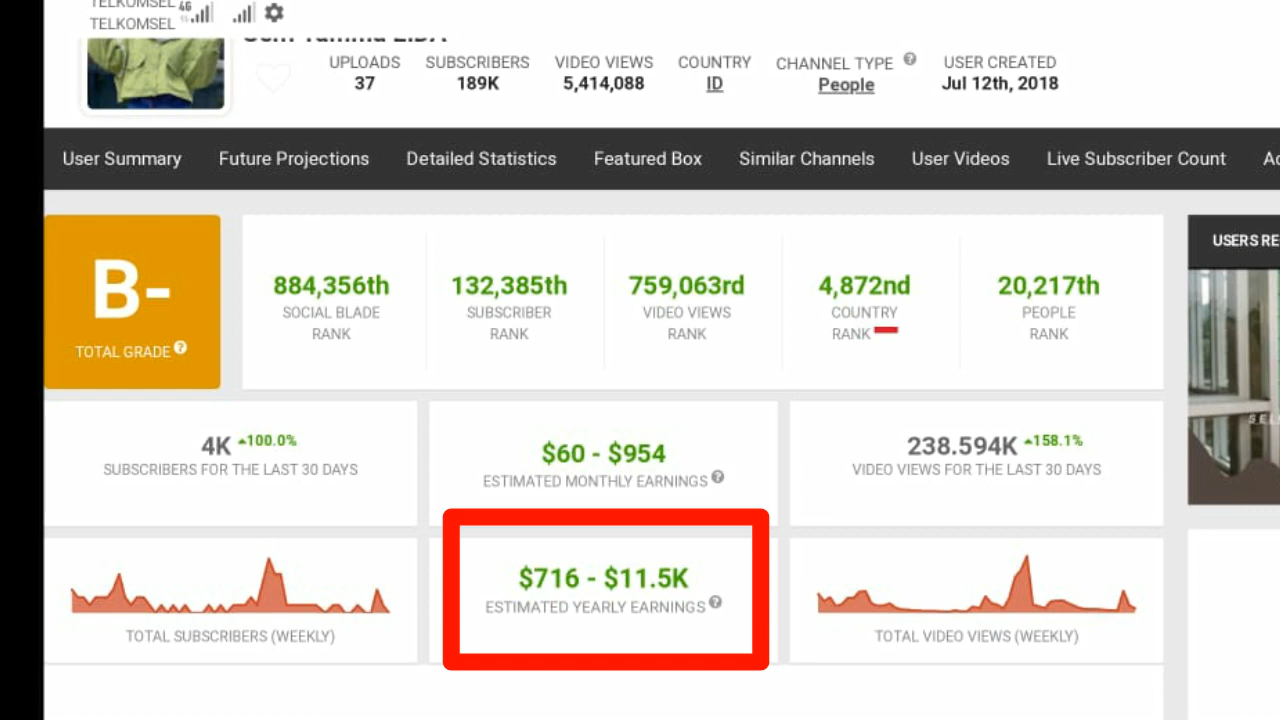 TELKOMSEL 4G
TELKOMSEL
UPLOADS
37
SUBSCRIBERS
189K
VIDEO VIEWS
5,414,088
COUNTRY
ID
CHANNEL TYPE
People
USER CREATED
Jul 12th, 2018
User Summary Future Projections Detailed Statistics Featured Box Similar Channels User Videos Live Subscriber Count
B-
TOTAL GRADE
884,356th
SOCIAL BLADE
RANK
132,385th
SUBSCRIBER
RANK
759,063rd
VIDEO VIEWS
RANK
4,872nd
COUNTRY
RANK
20,217th
PEOPLE
RANK
USERS RE
4K 100.0%
SUBSCRIBERS FOR THE LAST 30 DAYS
$60 - $954
ESTIMATED MONTHLY EARNINGS
238.594K 158.1%
VIDEO VIEWS FOR THE LAST 30 DAYS
TOTAL SUBSCRIBERS (WEEKLY)
$716 - $11.5K
ESTIMATED YEARLY EARNINGS
TOTAL VIDEO VIEWS (WEEKLY)